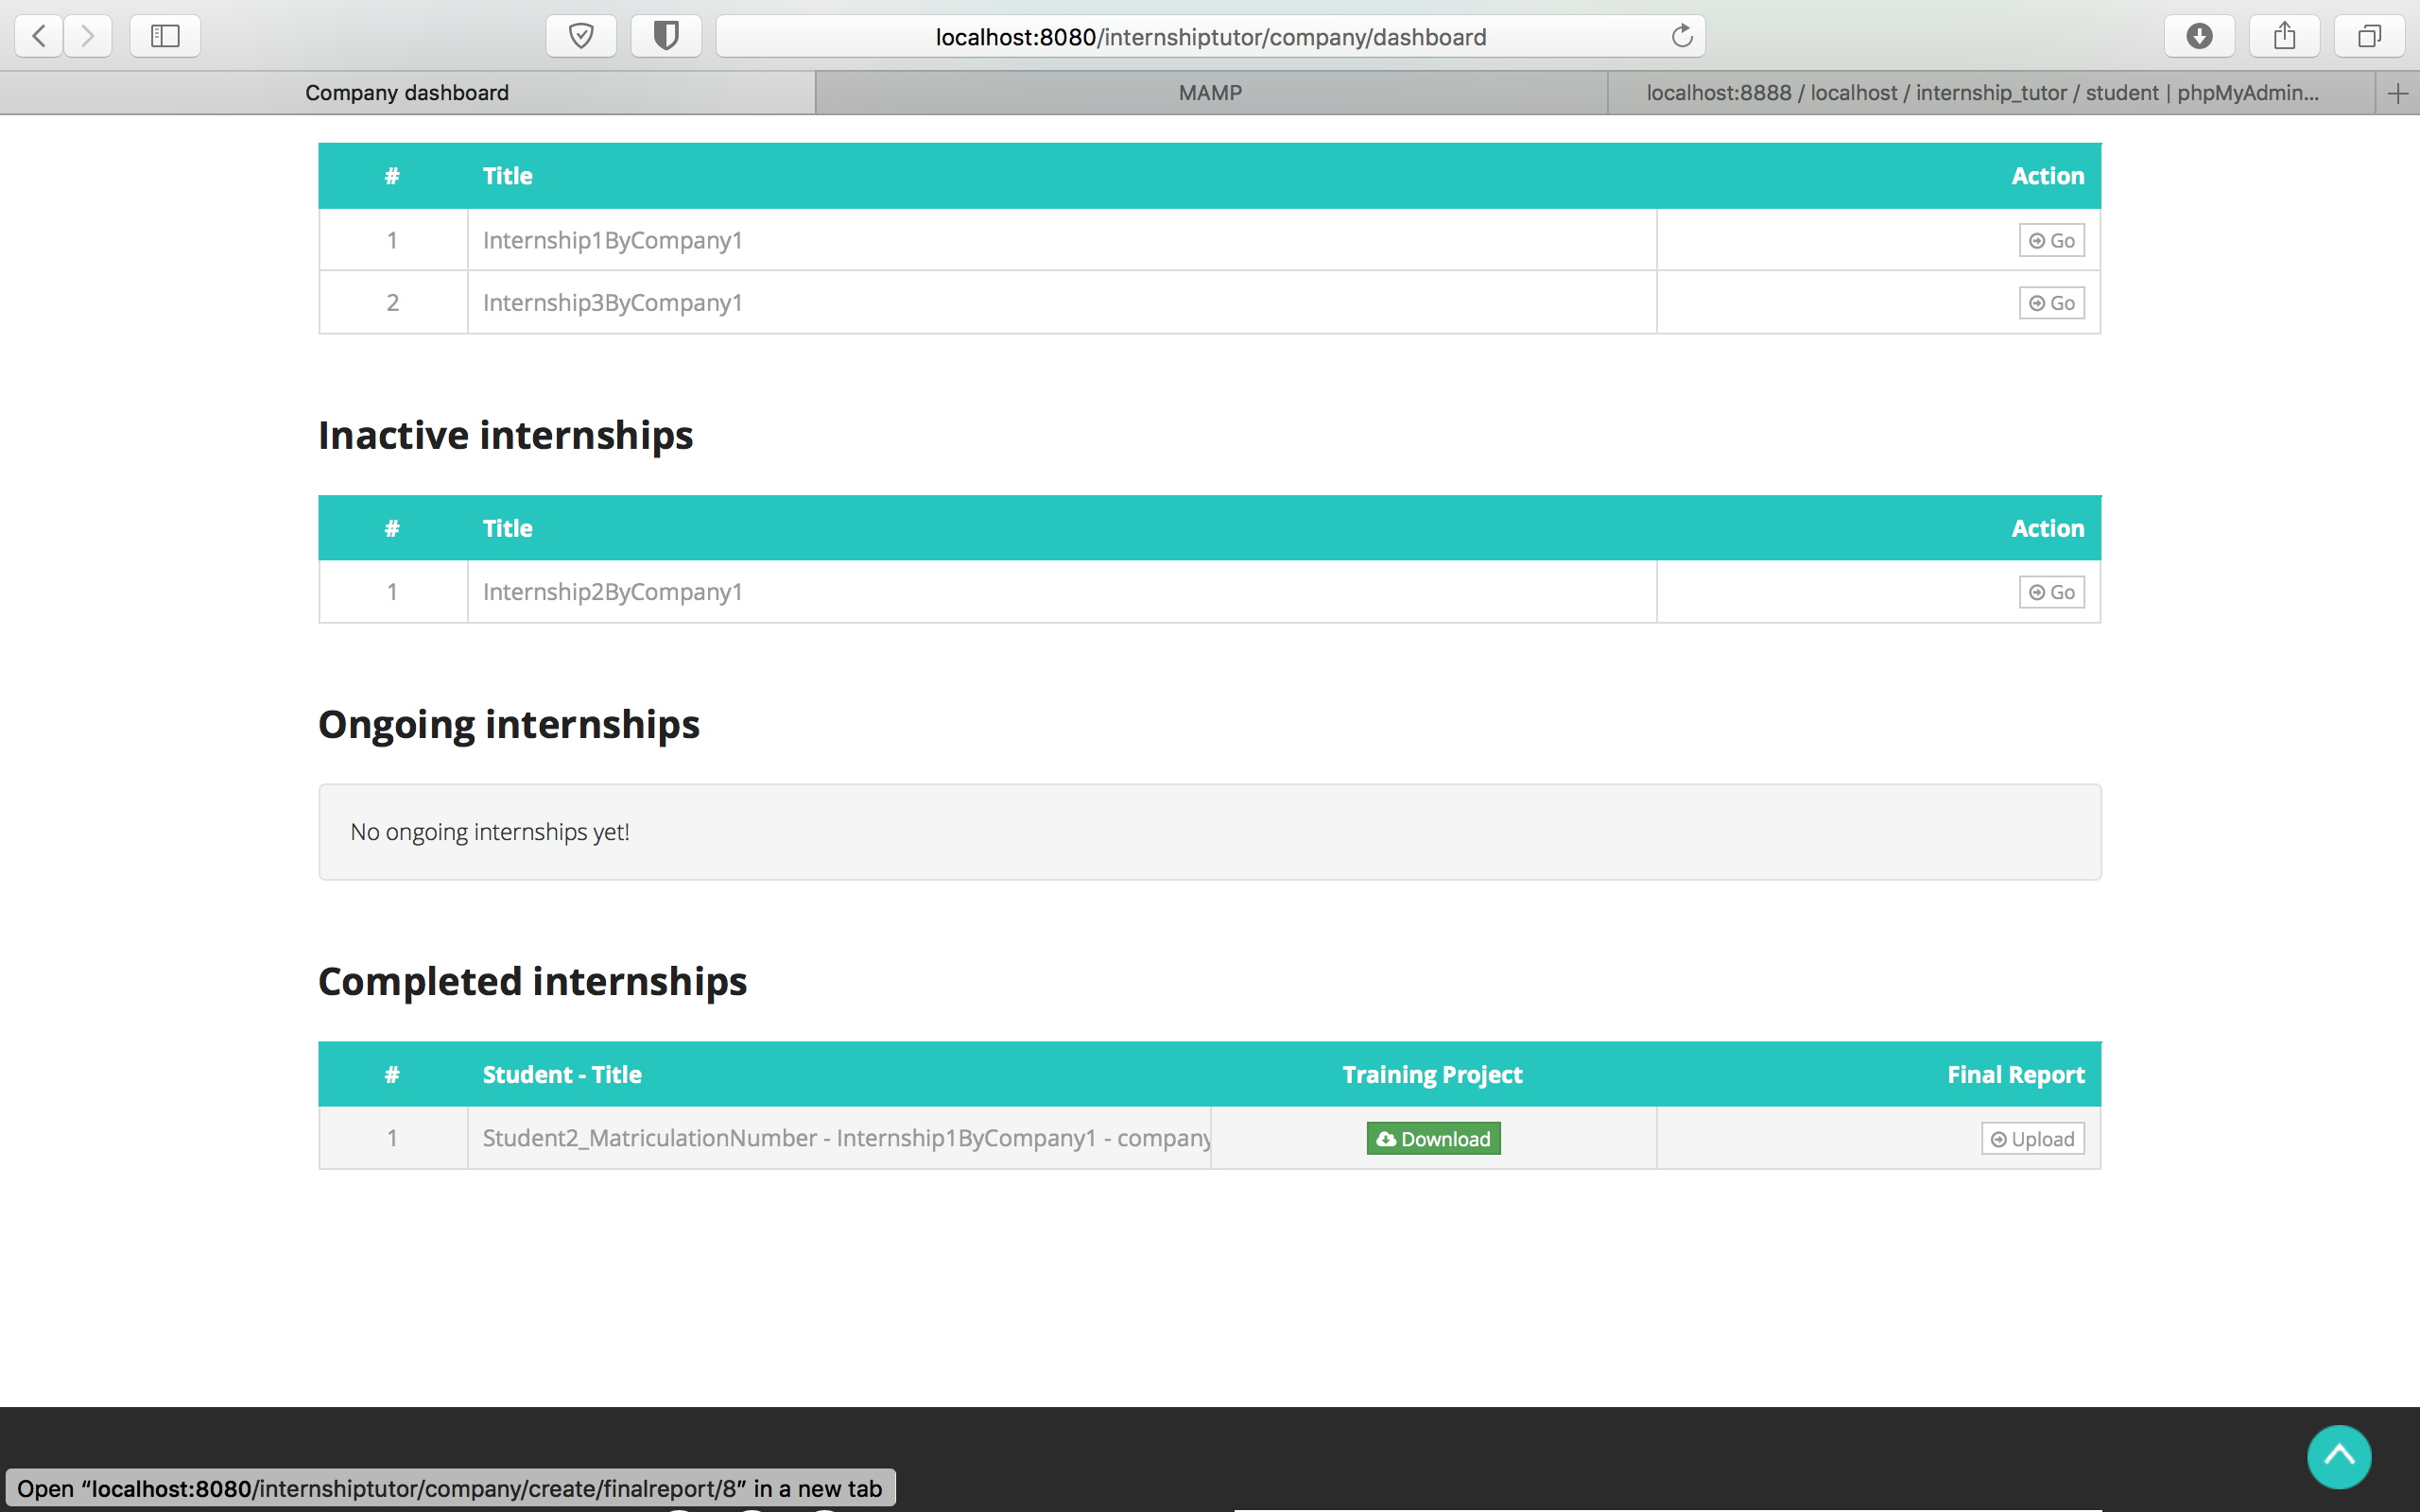 localhost:8080/internshiptutor/company/dashboard
Company dashboard
MAMP
localhost:8888 / localhost / internship_tutor / student | phpMyAdmin...
# Title Action
1 Internship1ByCompany1 Go
2 Internship3ByCompany1 Go
Inactive internships
# Title Action
1 Internship2ByCompany1 Go
Ongoing internships
No ongoing internships yet!
Completed internships
# Student - Title Training Project Final Report
1 Student2_MatriculationNumber - Internship1ByCompany1 - company Download Upload
Open “localhost:8080/internshiptutor/company/create/finalreport/8” in a new tab